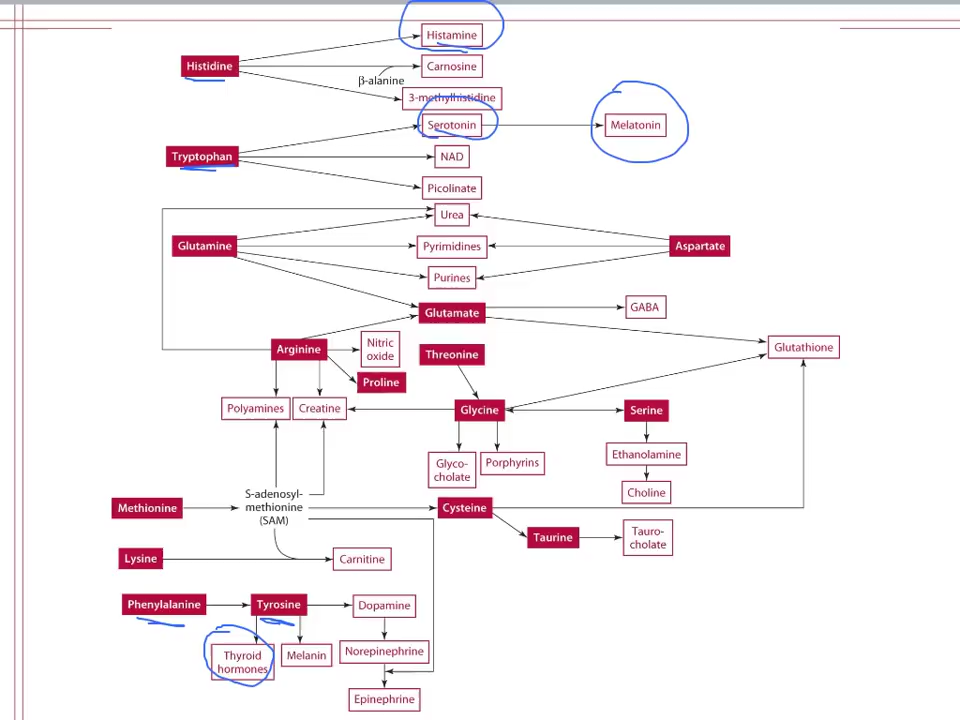 Histamine
Histidine
Carnosine
β-alanine
3-methylhistidine
Serotonin
Melatonin
Tryptophan
NAD
Picolinate
Urea
Glutamine
Pyrimidines
Aspartate
Purines
Glutamate
GABA
Arginine
Nitric
oxide
Threonine
Glutathione
Proline
Polyamines
Creatine
Glycine
Serine
Glyco-
cholate
Porphyrins
Ethanolamine
Choline
Methionine
S-adenosyl-
methionine
(SAM)
Cysteine
Taurine
Tauro-
cholate
Lysine
Carnitine
Phenylalanine
Tyrosine
Dopamine
Thyroid
hormones
Melanin
Norepinephrine
Epinephrine